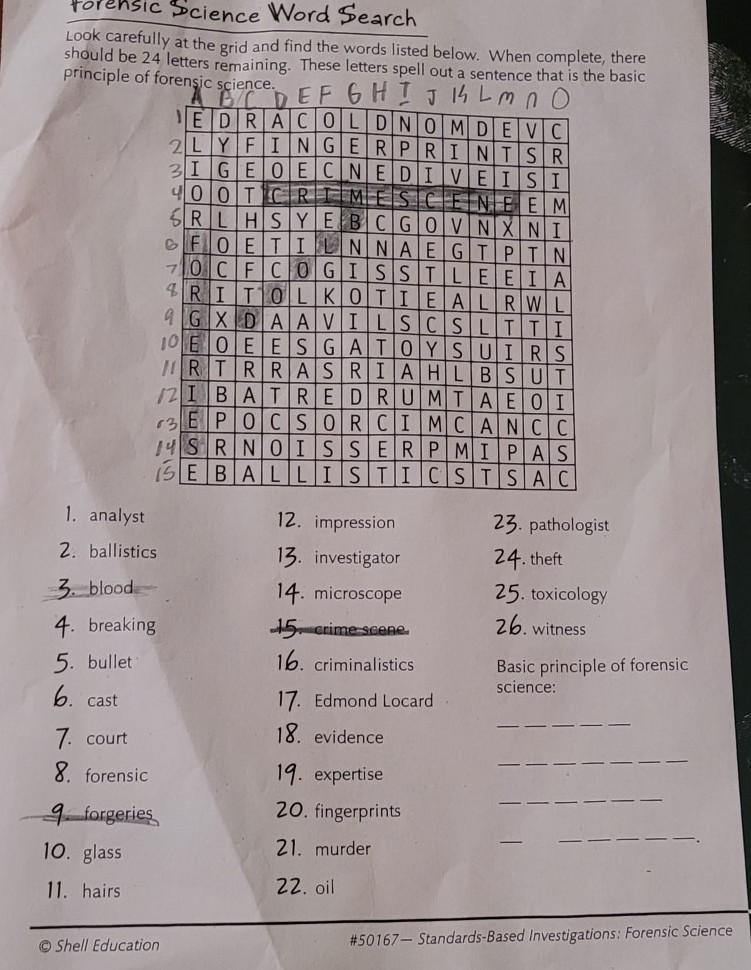 Forensic Science Word Search
Look carefully at the grid and find the words listed below. When complete, there
should be 24 letters remaining. These letters spell out a sentence that is the basic
principle of forensic science.
A B C D E F G H I J K L m n O
1 E D R A C O L D N O M D E V C
2 L Y F I N G E R P R I N T S R
3 I G E O E C N E D I V E I S I
4 O O T C R I M E S C E N E E M
5 R L H S Y E B C G O V N X N I
6 F O E T I L N N A E G T P T N
7 O C F C O G I S S T L E E I A
8 R I T O L K O T I E A L R W L
9 G X D A A V I L S C S L T T I
10 E O E E S G A T O Y S U I R S
11 R T R R A S R I A H L B S U T
12 I B A T R E D R U M T A E O I
13 E P O C S O R C I M C A N C C
14 S R N O I S S E R P M I P A S
15 E B A L L I S T I C S T S A C
1. analyst
2. ballistics
3. blood
4. breaking
5. bullet
6. cast
7. court
8. forensic
9. forgeries
10. glass
11. hairs
12. impression
13. investigator
14. microscope
15. crime scene
16. criminalistics
17. Edmond Locard
18. evidence
19. expertise
20. fingerprints
21. murder
22. oil
23. pathologist
24. theft
25. toxicology
26. witness
Basic principle of forensic
science:
© Shell Education
#50167— Standards-Based Investigations: Forensic Science